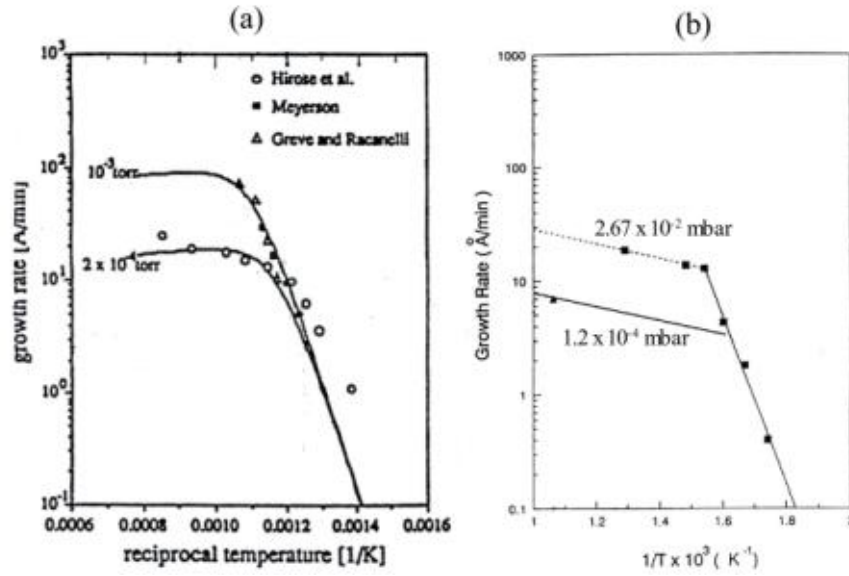 (a)
growth rate [A/min]
10³
10²
10¹
10⁰
10⁻¹
○ Hirose et al.
■ Meyerson
△ Greve and Racanelli
10⁻³ torr
2 x 10 torr
0.0006 0.0008 0.0010 0.0012 0.0014 0.0016
reciprocal temperature [1/K]
(b)
Growth Rate (Å/min)
1000
100
10
1
0.1
2.67 x 10⁻² mbar
1.2 x 10⁻⁴ mbar
1 1.2 1.4 1.6 1.8 2
1/T x 10³ ( K⁻¹)